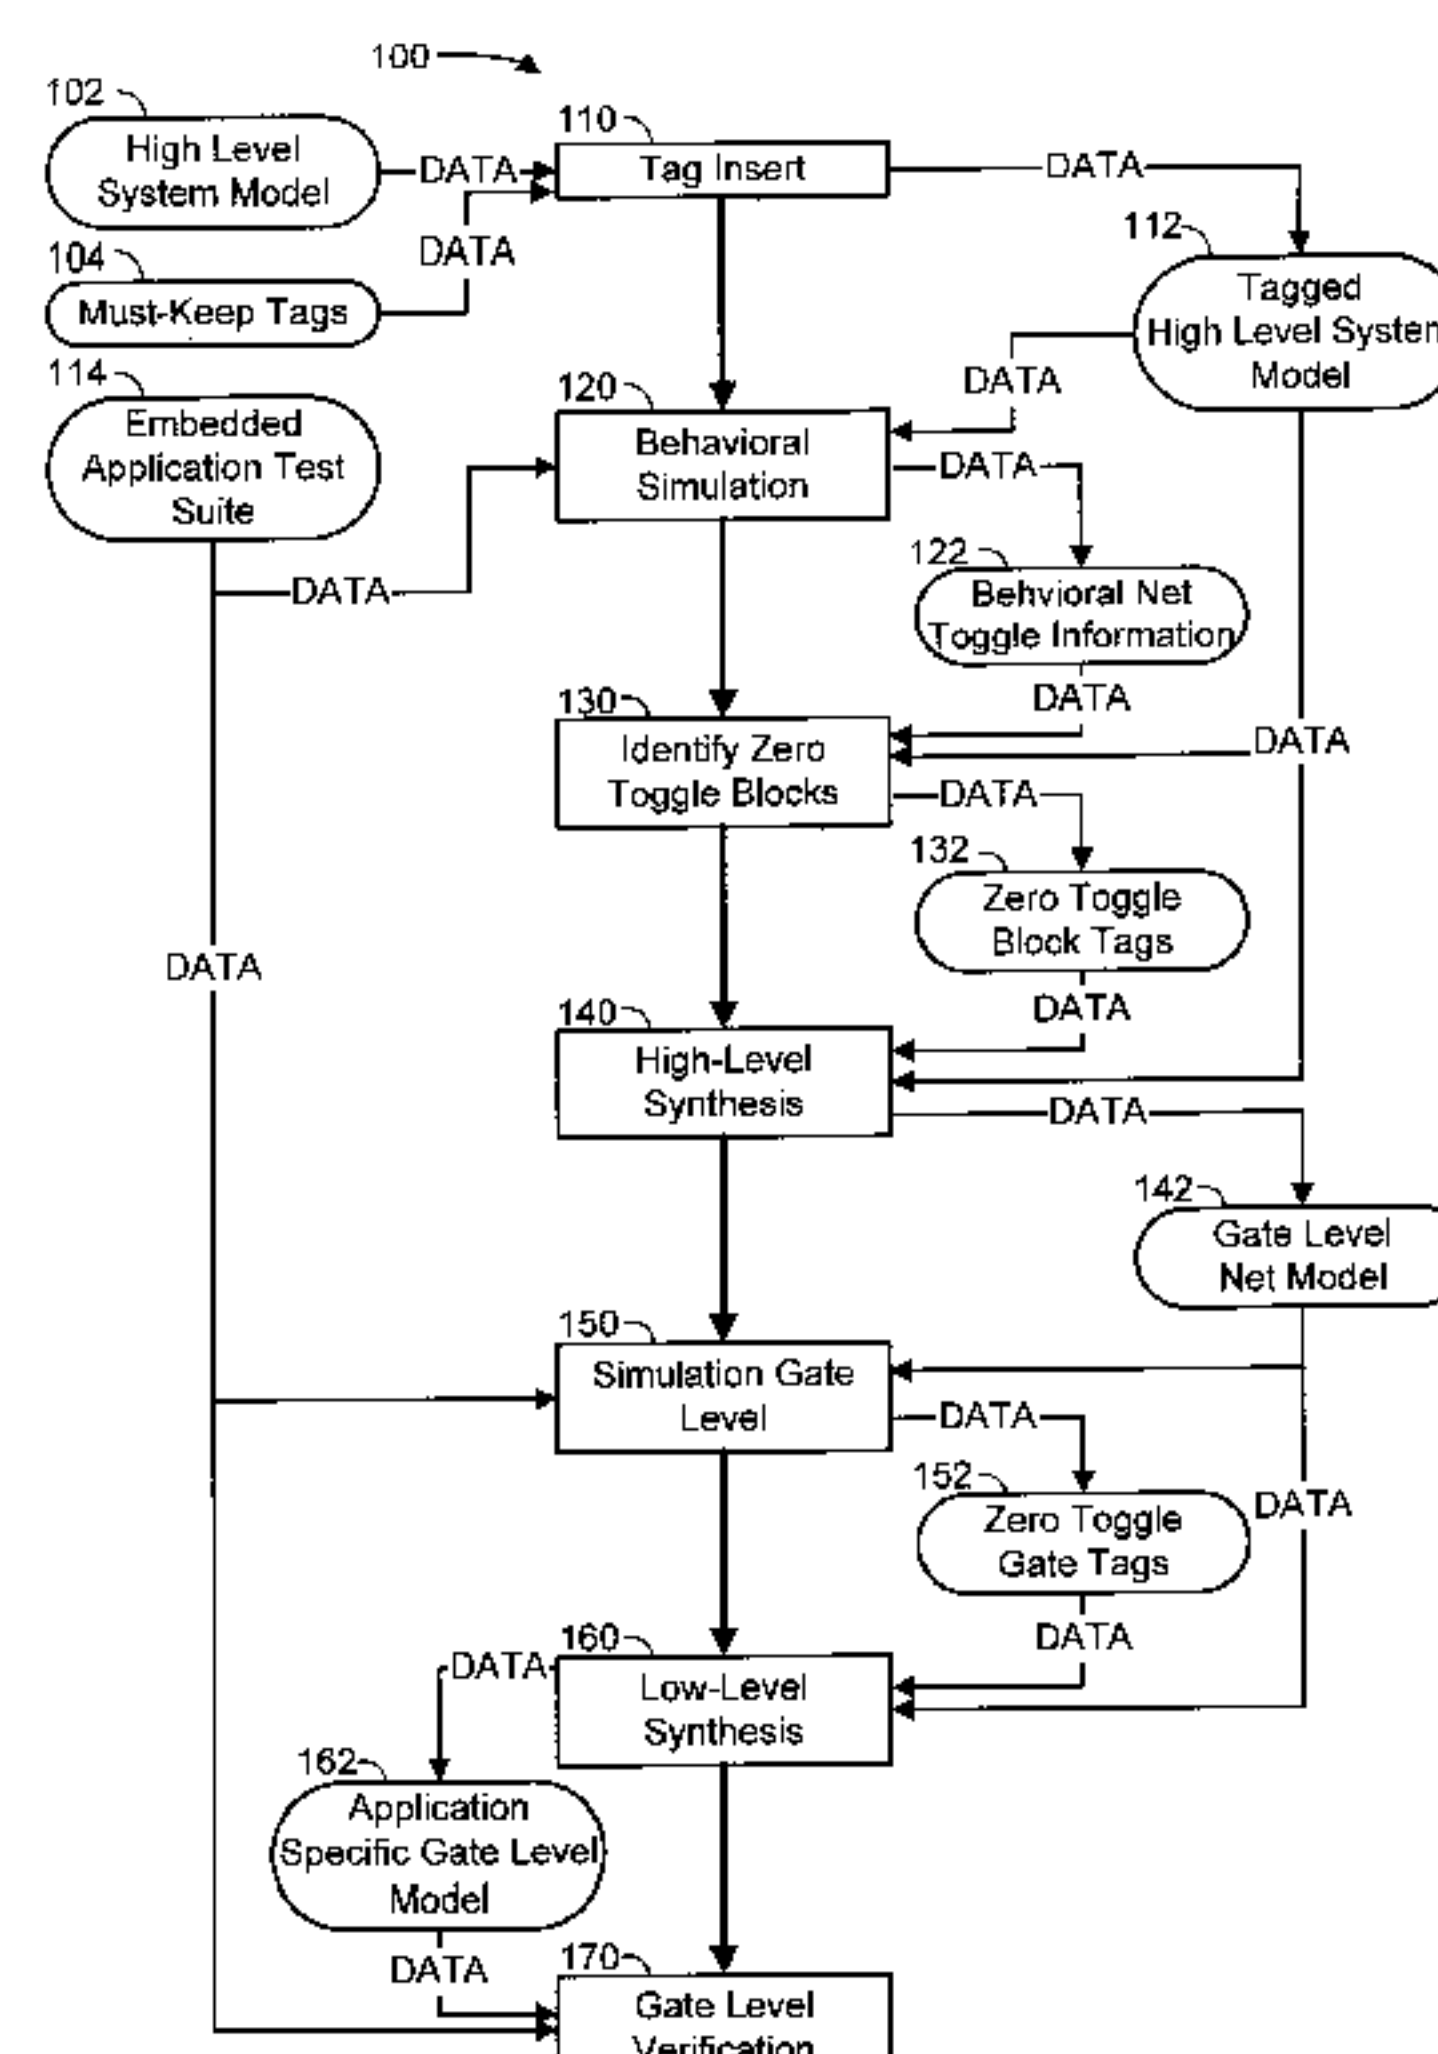 100
102
High Level
System Model
DATA
110
Tag Insert
DATA
104
Must-Keep Tags
DATA
112
Tagged
High Level System
Model
114
Embedded
Application Test
Suite
DATA
120
Behavioral
Simulation
DATA
DATA
122
Behvioral Net
Toggle Information
DATA
130
Identify Zero
Toggle Blocks
DATA
DATA
132
Zero Toggle
Block Tags
DATA
DATA
140
High-Level
Synthesis
DATA
142
Gate Level
Net Model
150
Simulation Gate
Level
DATA
152
Zero Toggle
Gate Tags
DATA
DATA
160
Low-Level
Synthesis
DATA
162
Application
Specific Gate Level
Model
DATA
170
Gate Level
Verification